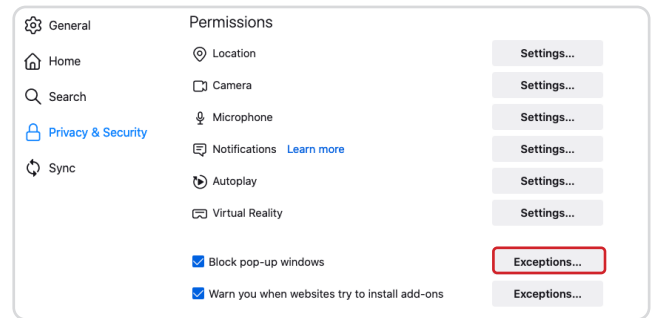 General
Home
Search
Privacy & Security
Sync
Permissions
Location Settings...
Camera Settings...
Microphone Settings...
Notifications Learn more Settings...
Autoplay Settings...
Virtual Reality Settings...
Block pop-up windows Exceptions...
Warn you when websites try to install add-ons Exceptions...